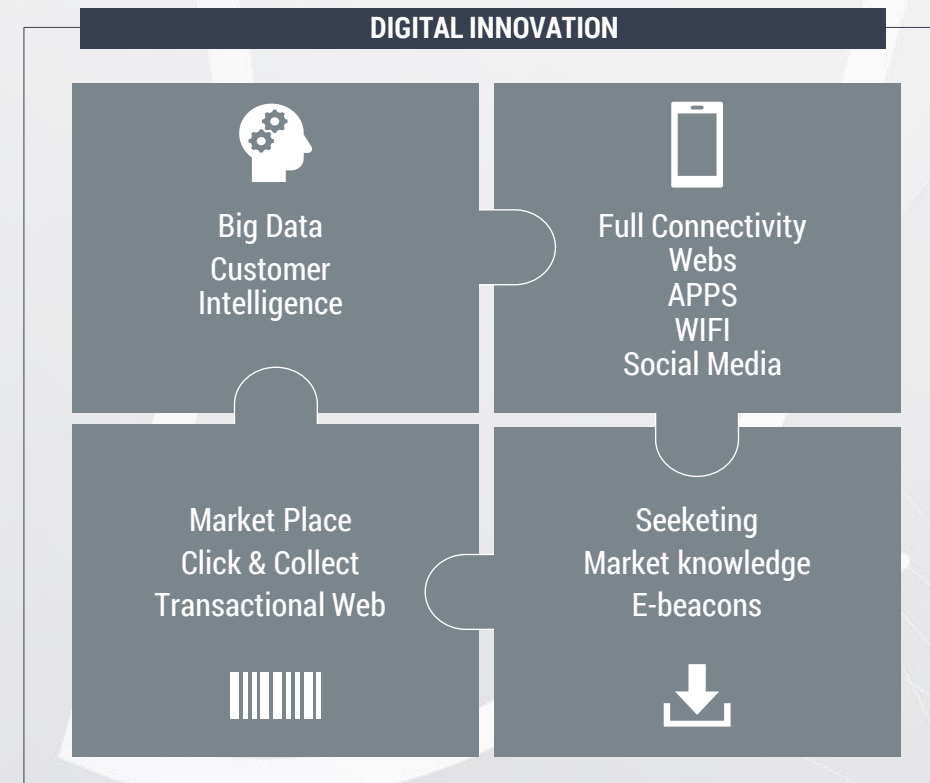 DIGITAL INNOVATION
Big Data
Customer
Intelligence
Full Connectivity
Webs
APPS
WIFI
Social Media
Market Place
Click & Collect
Transactional Web
Seeketing
Market knowledge
E-beacons